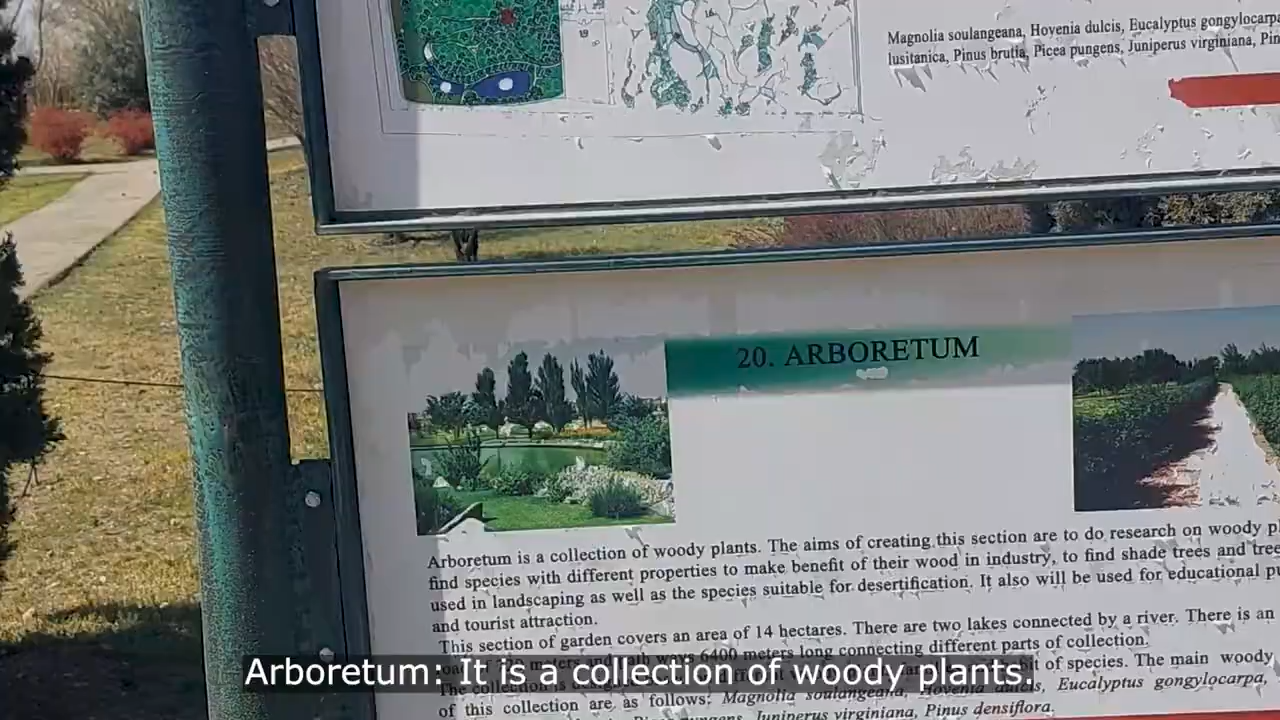 Magnolia soulangeana, Hovenia dulcis, Eucalyptus gongylocarpa
lusitanica, Pinus brutia, Picea pungens, Juniperus virginiana, Pin
20. ARBORETUM
Arboretum is a collection of woody plants. The aims of creating this section are to do research on woody p
find species with different properties to make benefit of their wood in industry, to find shade trees and tree
used in landscaping as well as the species suitable for desertification. It also will be used for educational pu
and tourist attraction.
This section of garden covers an area of 14 hectares. There are two lakes connected by a river. There is an
meters and path ways 6400 meters long connecting different parts of collection.
The collection is of species. The main woody
of this collection are as follows: Magnolia soulangeana, Hovenia dulcis, Eucalyptus gongylocarpa,
Juniperus virginiana, Pinus densiflora.
Arboretum: It is a collection of woody plants.